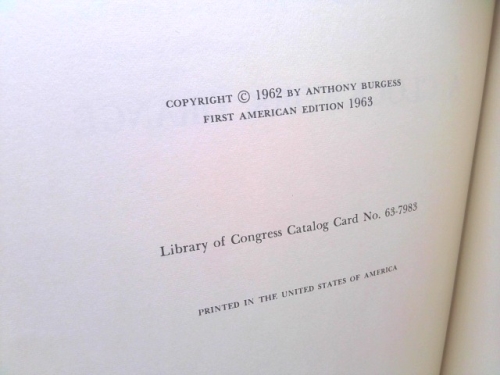 COPYRIGHT © 1962 BY ANTHONY BURGESS
FIRST AMERICAN EDITION 1963
Library of Congress Catalog Card No. 63-7983
PRINTED IN THE UNITED STATES OF AMERICA